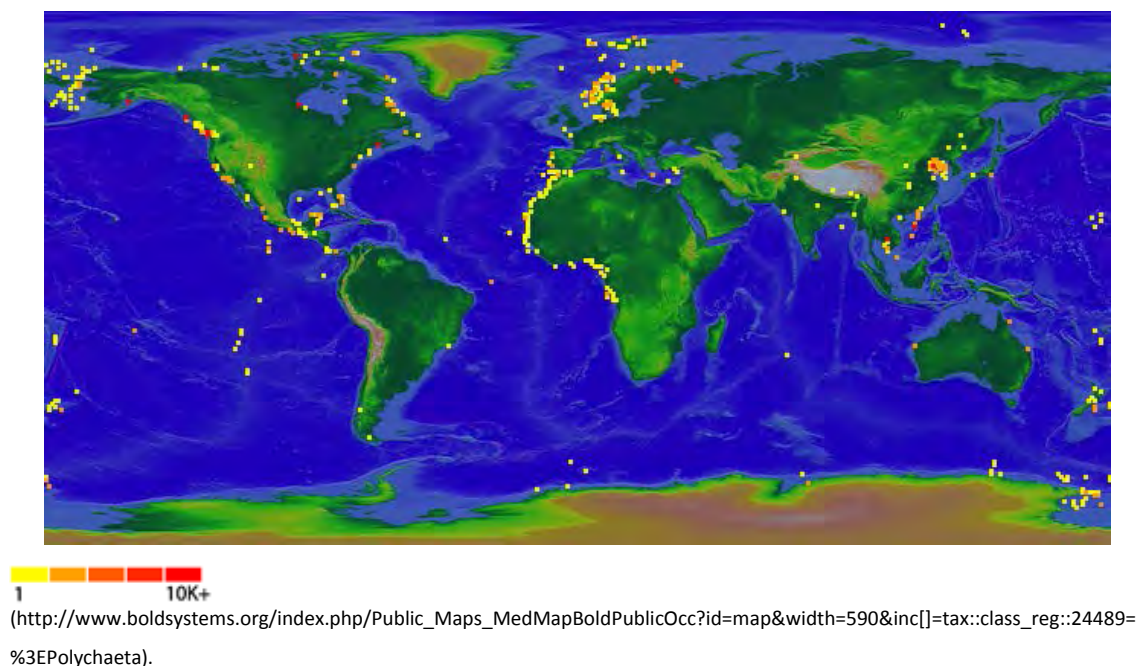 1 10K+
(http://www.boldsystems.org/index.php/Public_Maps_MedMapBoldPublicOcc?id=map&width=590&inc[]=tax::class_reg::24489=
%3EPolychaeta).